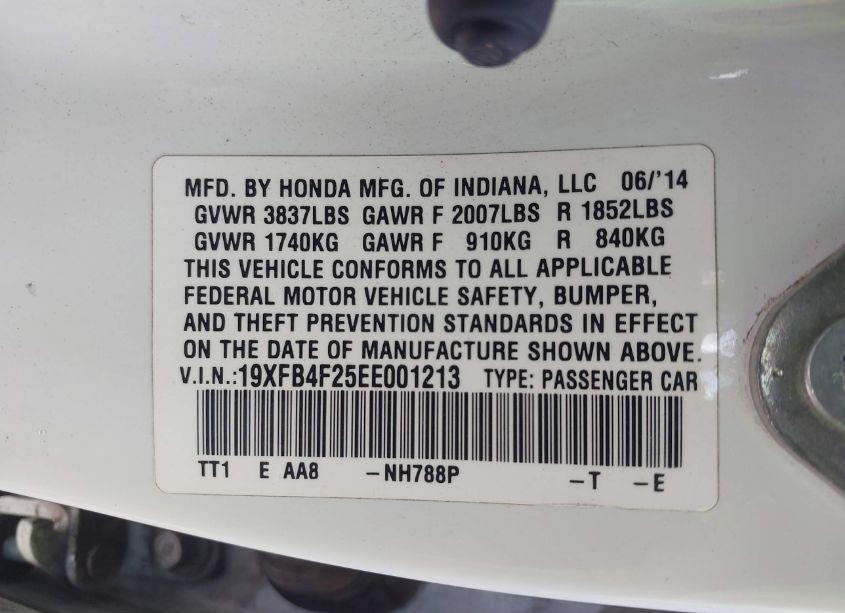 MFD. BY HONDA MFG. OF INDIANA, LLC 06/'14
GVWR 3837LBS GAWR F 2007LBS R 1852LBS
GVWR 1740KG GAWR F 910KG R 840KG
THIS VEHICLE CONFORMS TO ALL APPLICABLE
FEDERAL MOTOR VEHICLE SAFETY, BUMPER,
AND THEFT PREVENTION STANDARDS IN EFFECT
ON THE DATE OF MANUFACTURE SHOWN ABOVE.
V.I.N.:19XFB4F25EE001213 TYPE: PASSENGER CAR
TT1 E AA8 -NH788P -T -E